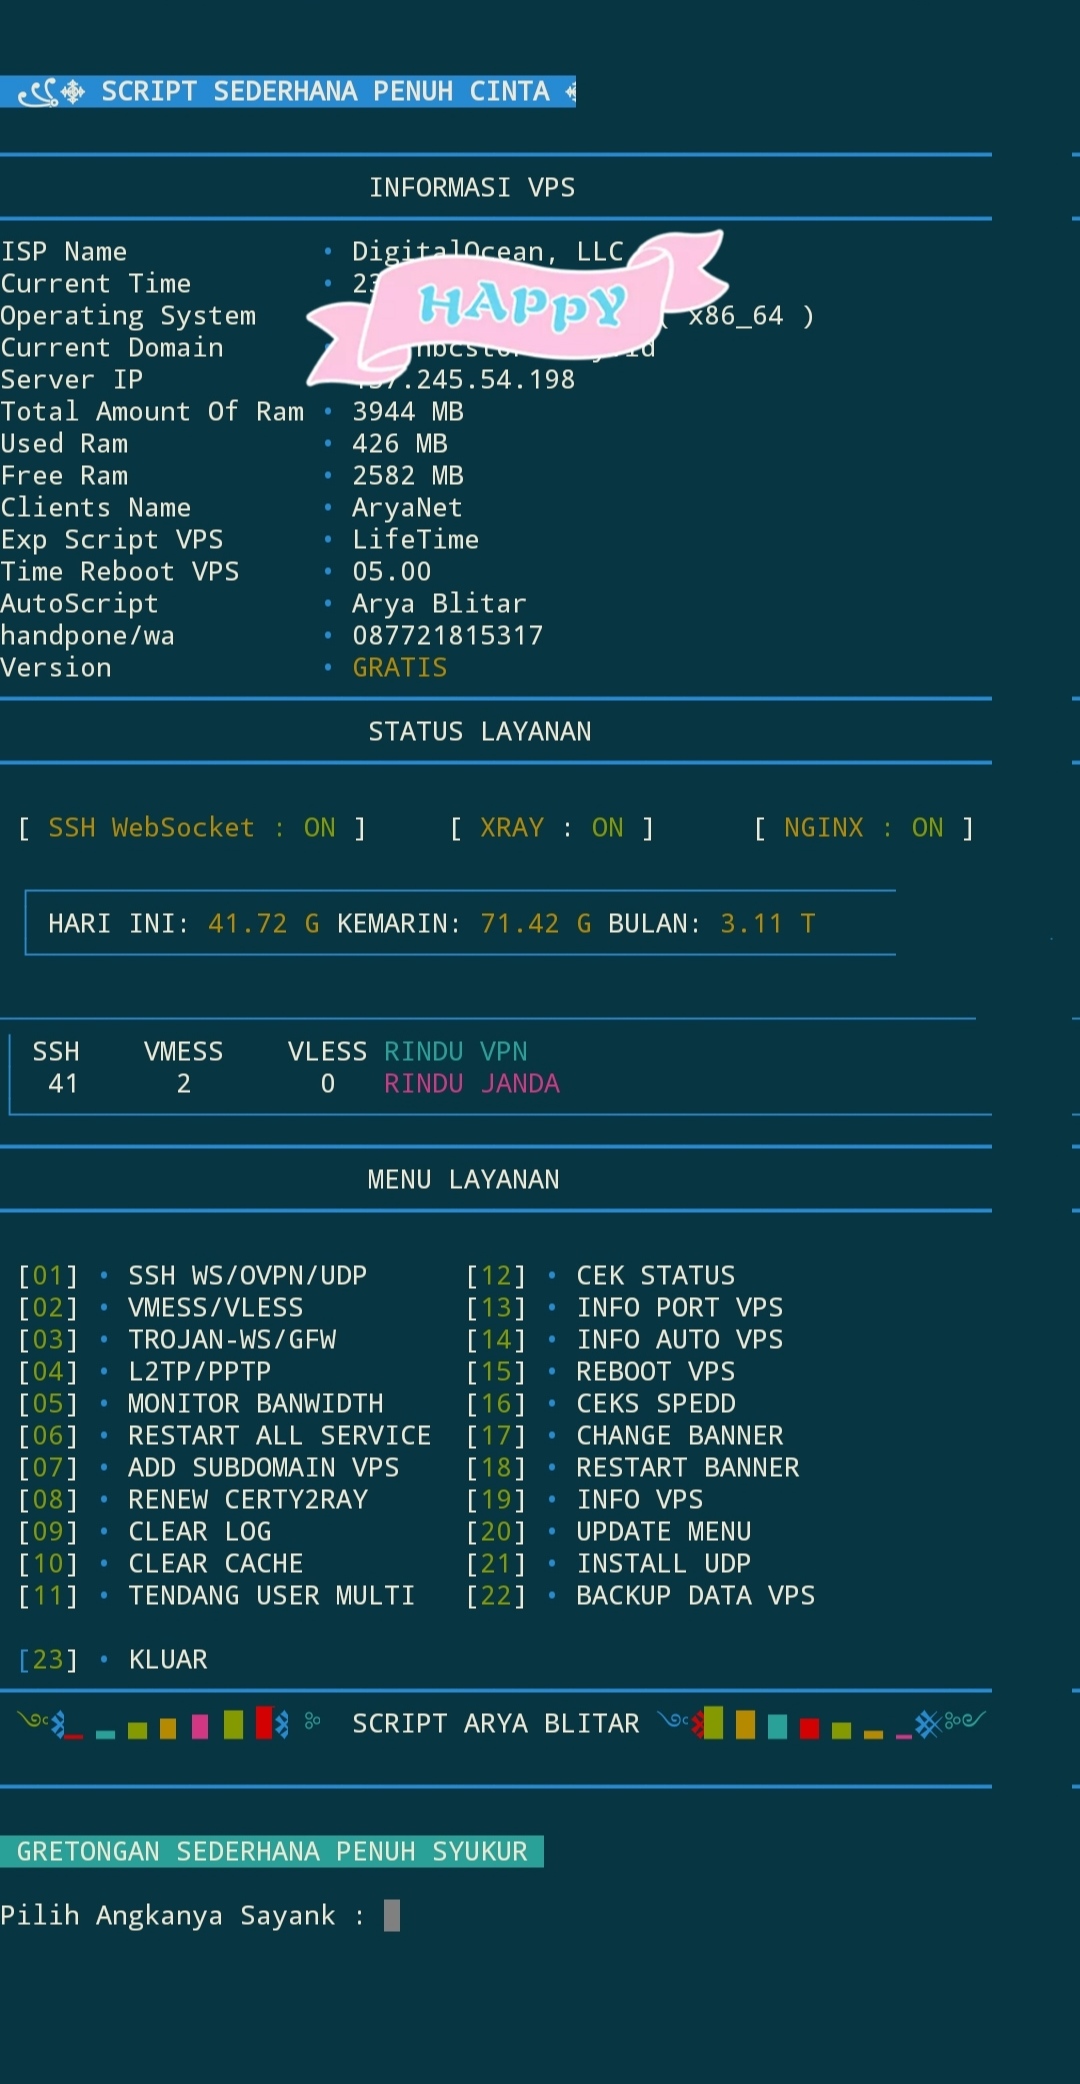 SCRIPT SEDERHANA PENUH CINTA
INFORMASI VPS
ISP Name • DigitalOcean, LLC
HAPPY
Current Time •
Operating System ( x86_64 )
Current Domain
Server IP .245.54.198
Total Amount Of Ram • 3944 MB
Used Ram • 426 MB
Free Ram • 2582 MB
Clients Name • AryaNet
Exp Script VPS • LifeTime
Time Reboot VPS • 05.00
AutoScript • Arya Blitar
handpone/wa • 087721815317
Version • GRATIS
STATUS LAYANAN
[ SSH WebSocket : ON ] [ XRAY : ON ] [ NGINX : ON ]
HARI INI: 41.72 G KEMARIN: 71.42 G BULAN: 3.11 T
SSH VMESS VLESS RINDU VPN
41 2 0 RINDU JANDA
MENU LAYANAN
[01] • SSH WS/OVPN/UDP [12] • CEK STATUS
[02] • VMESS/VLESS [13] • INFO PORT VPS
[03] • TROJAN-WS/GFW [14] • INFO AUTO VPS
[04] • L2TP/PPTP [15] • REBOOT VPS
[05] • MONITOR BANWIDTH [16] • CEKS SPEDD
[06] • RESTART ALL SERVICE [17] • CHANGE BANNER
[07] • ADD SUBDOMAIN VPS [18] • RESTART BANNER
[08] • RENEW CERTY2RAY [19] • INFO VPS
[09] • CLEAR LOG [20] • UPDATE MENU
[10] • CLEAR CACHE [21] • INSTALL UDP
[11] • TENDANG USER MULTI [22] • BACKUP DATA VPS
[23] • KLUAR
SCRIPT ARYA BLITAR
GRETONGAN SEDERHANA PENUH SYUKUR
Pilih Angkanya Sayank :